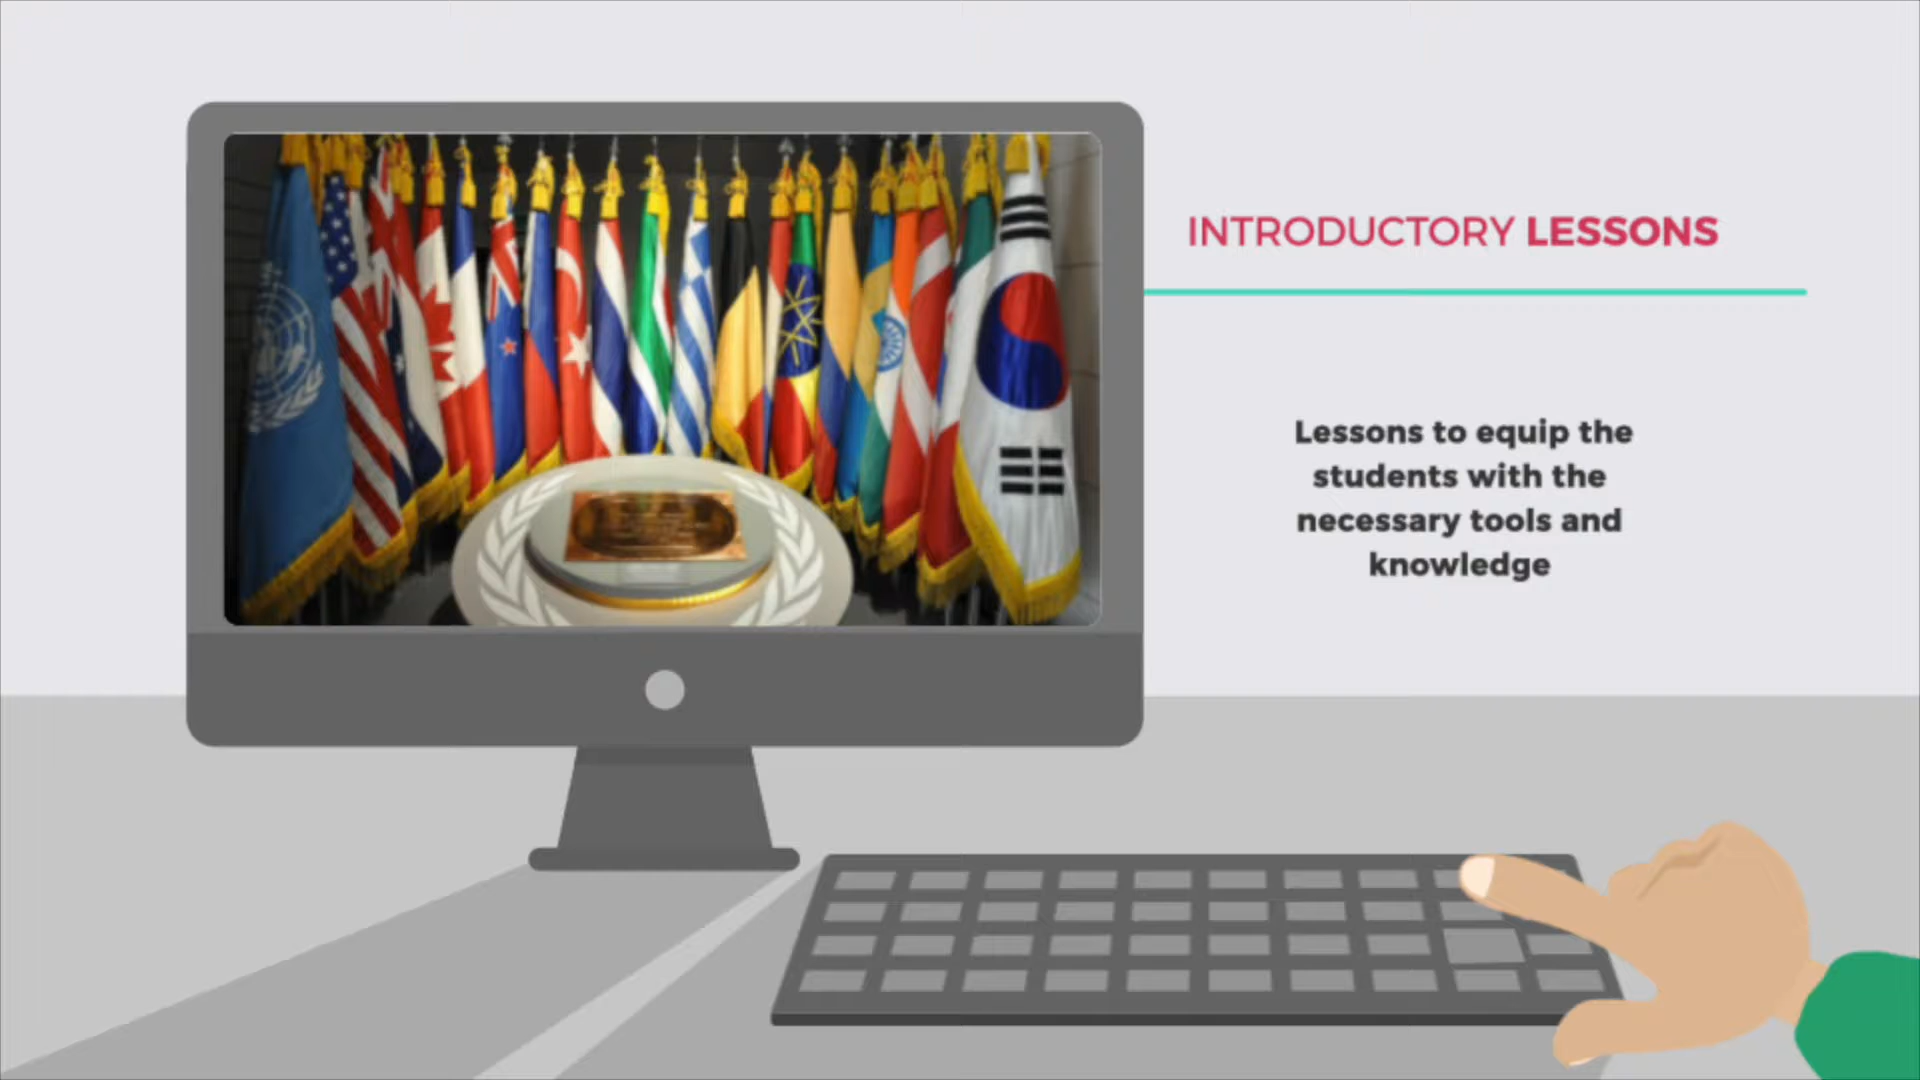 INTRODUCTORY LESSONS
Lessons to equip the
students with the
necessary tools and
knowledge